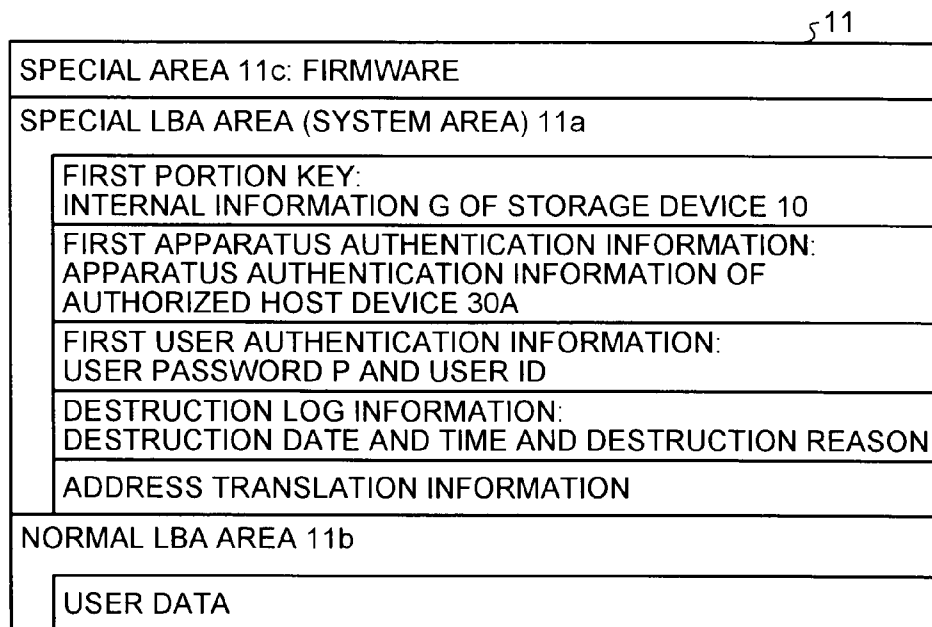 11
SPECIAL AREA 11c: FIRMWARE
SPECIAL LBA AREA (SYSTEM AREA) 11a
FIRST PORTION KEY:
INTERNAL INFORMATION G OF STORAGE DEVICE 10
FIRST APPARATUS AUTHENTICATION INFORMATION:
APPARATUS AUTHENTICATION INFORMATION OF
AUTHORIZED HOST DEVICE 30A
FIRST USER AUTHENTICATION INFORMATION:
USER PASSWORD P AND USER ID
DESTRUCTION LOG INFORMATION:
DESTRUCTION DATE AND TIME AND DESTRUCTION REASON
ADDRESS TRANSLATION INFORMATION
NORMAL LBA AREA 11b
USER DATA